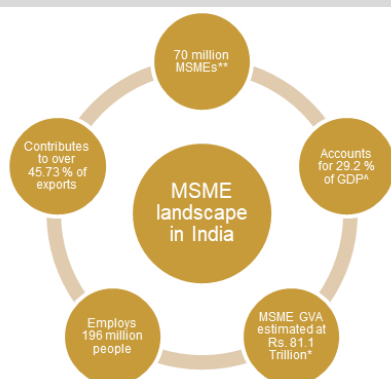 70 million
MSMEs**
Contributes
to over
45.73 % of
exports
Accounts
for 29.2 %
of GDP^
MSME
landscape
in India
Employs
196 million
people
MSME GVA
estimated at
Rs. 81.1
Trillion*